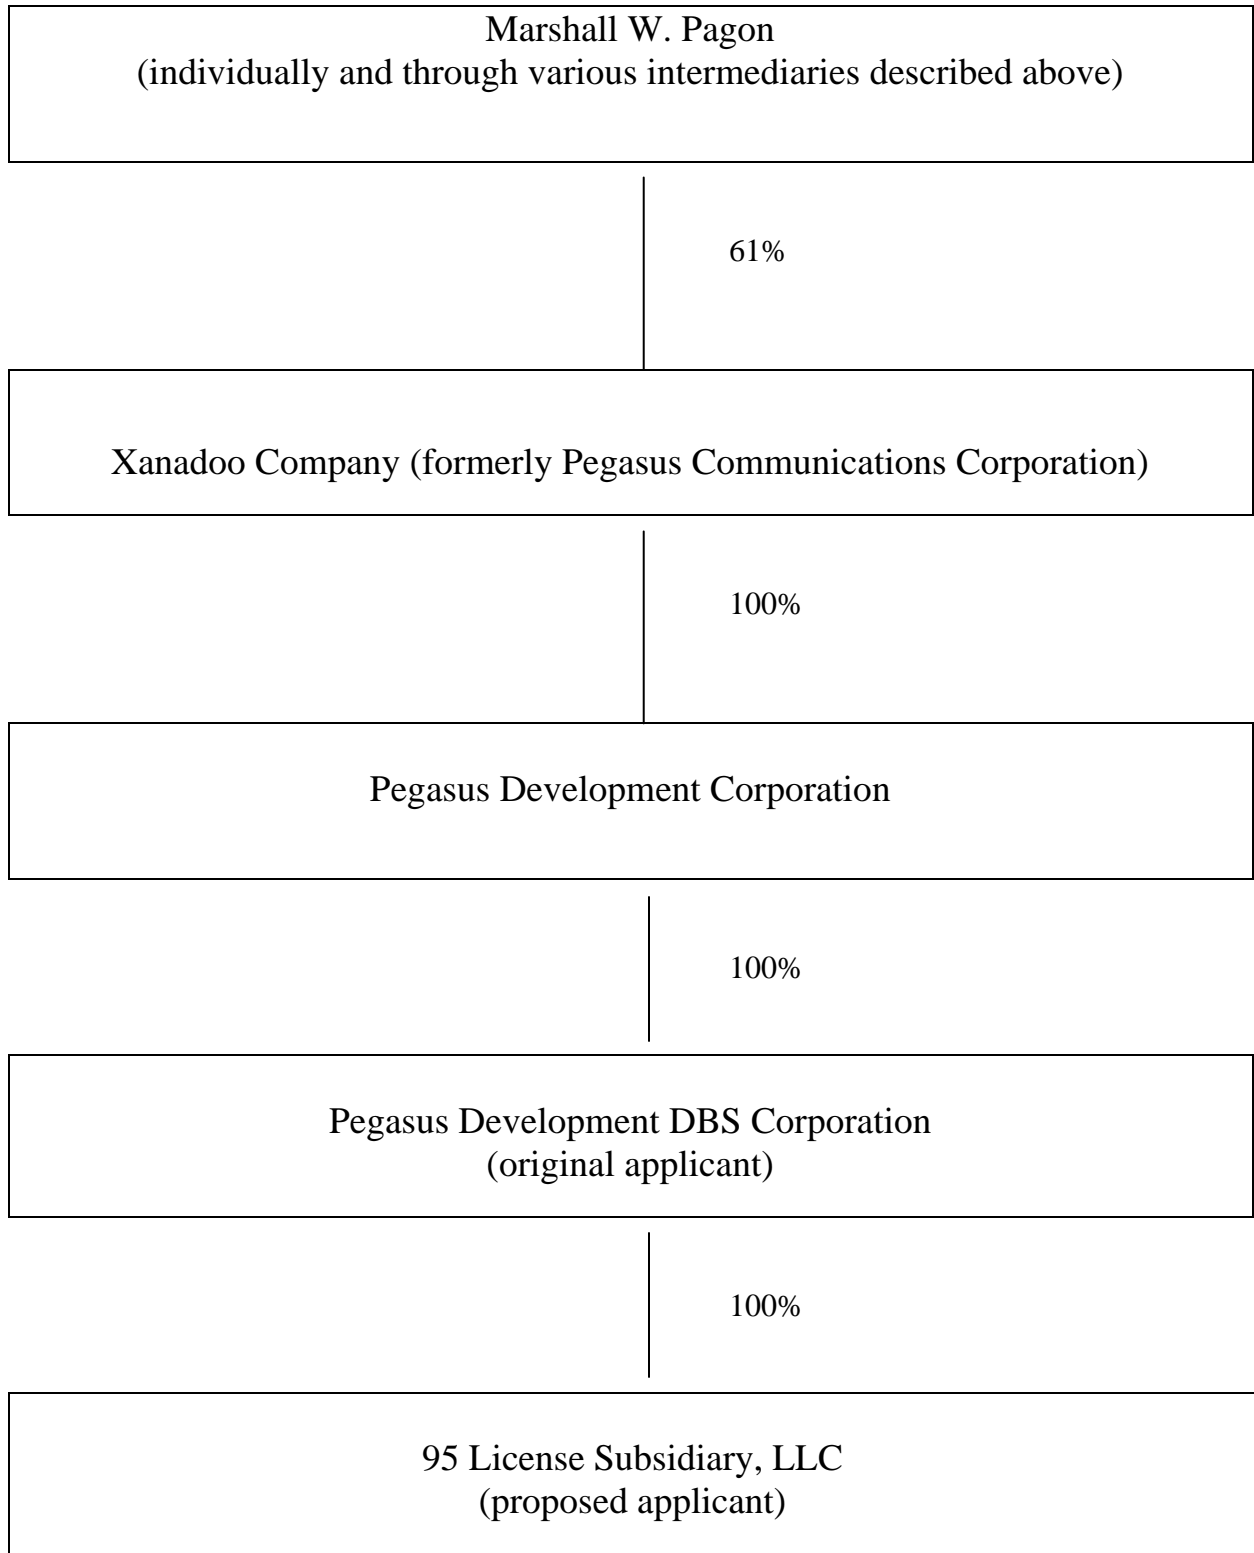 Marshall W. Pagon
(individually and through various intermediaries described above)
61%
Xanadoo Company (formerly Pegasus Communications Corporation)
100%
Pegasus Development Corporation
100%
Pegasus Development DBS Corporation
(original applicant)
100%
95 License Subsidiary, LLC
(proposed applicant)